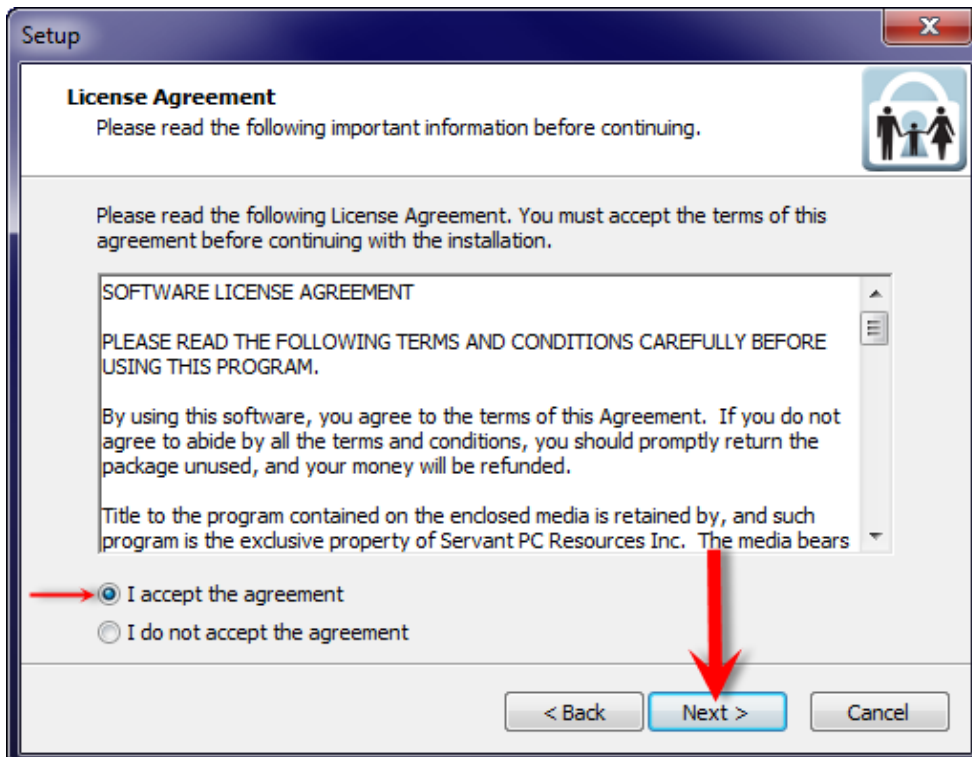 Setup
License Agreement
Please read the following important information before continuing.
Please read the following License Agreement. You must accept the terms of this
agreement before continuing with the installation.
SOFTWARE LICENSE AGREEMENT
PLEASE READ THE FOLLOWING TERMS AND CONDITIONS CAREFULLY BEFORE
USING THIS PROGRAM.
By using this software, you agree to the terms of this Agreement.  If you do not
agree to abide by all the terms and conditions, you should promptly return the
package unused, and your money will be refunded.
Title to the program contained on the enclosed media is retained by, and such
program is the exclusive property of Servant PC Resources Inc.  The media bears
I accept the agreement
I do not accept the agreement
< Back Next > Cancel